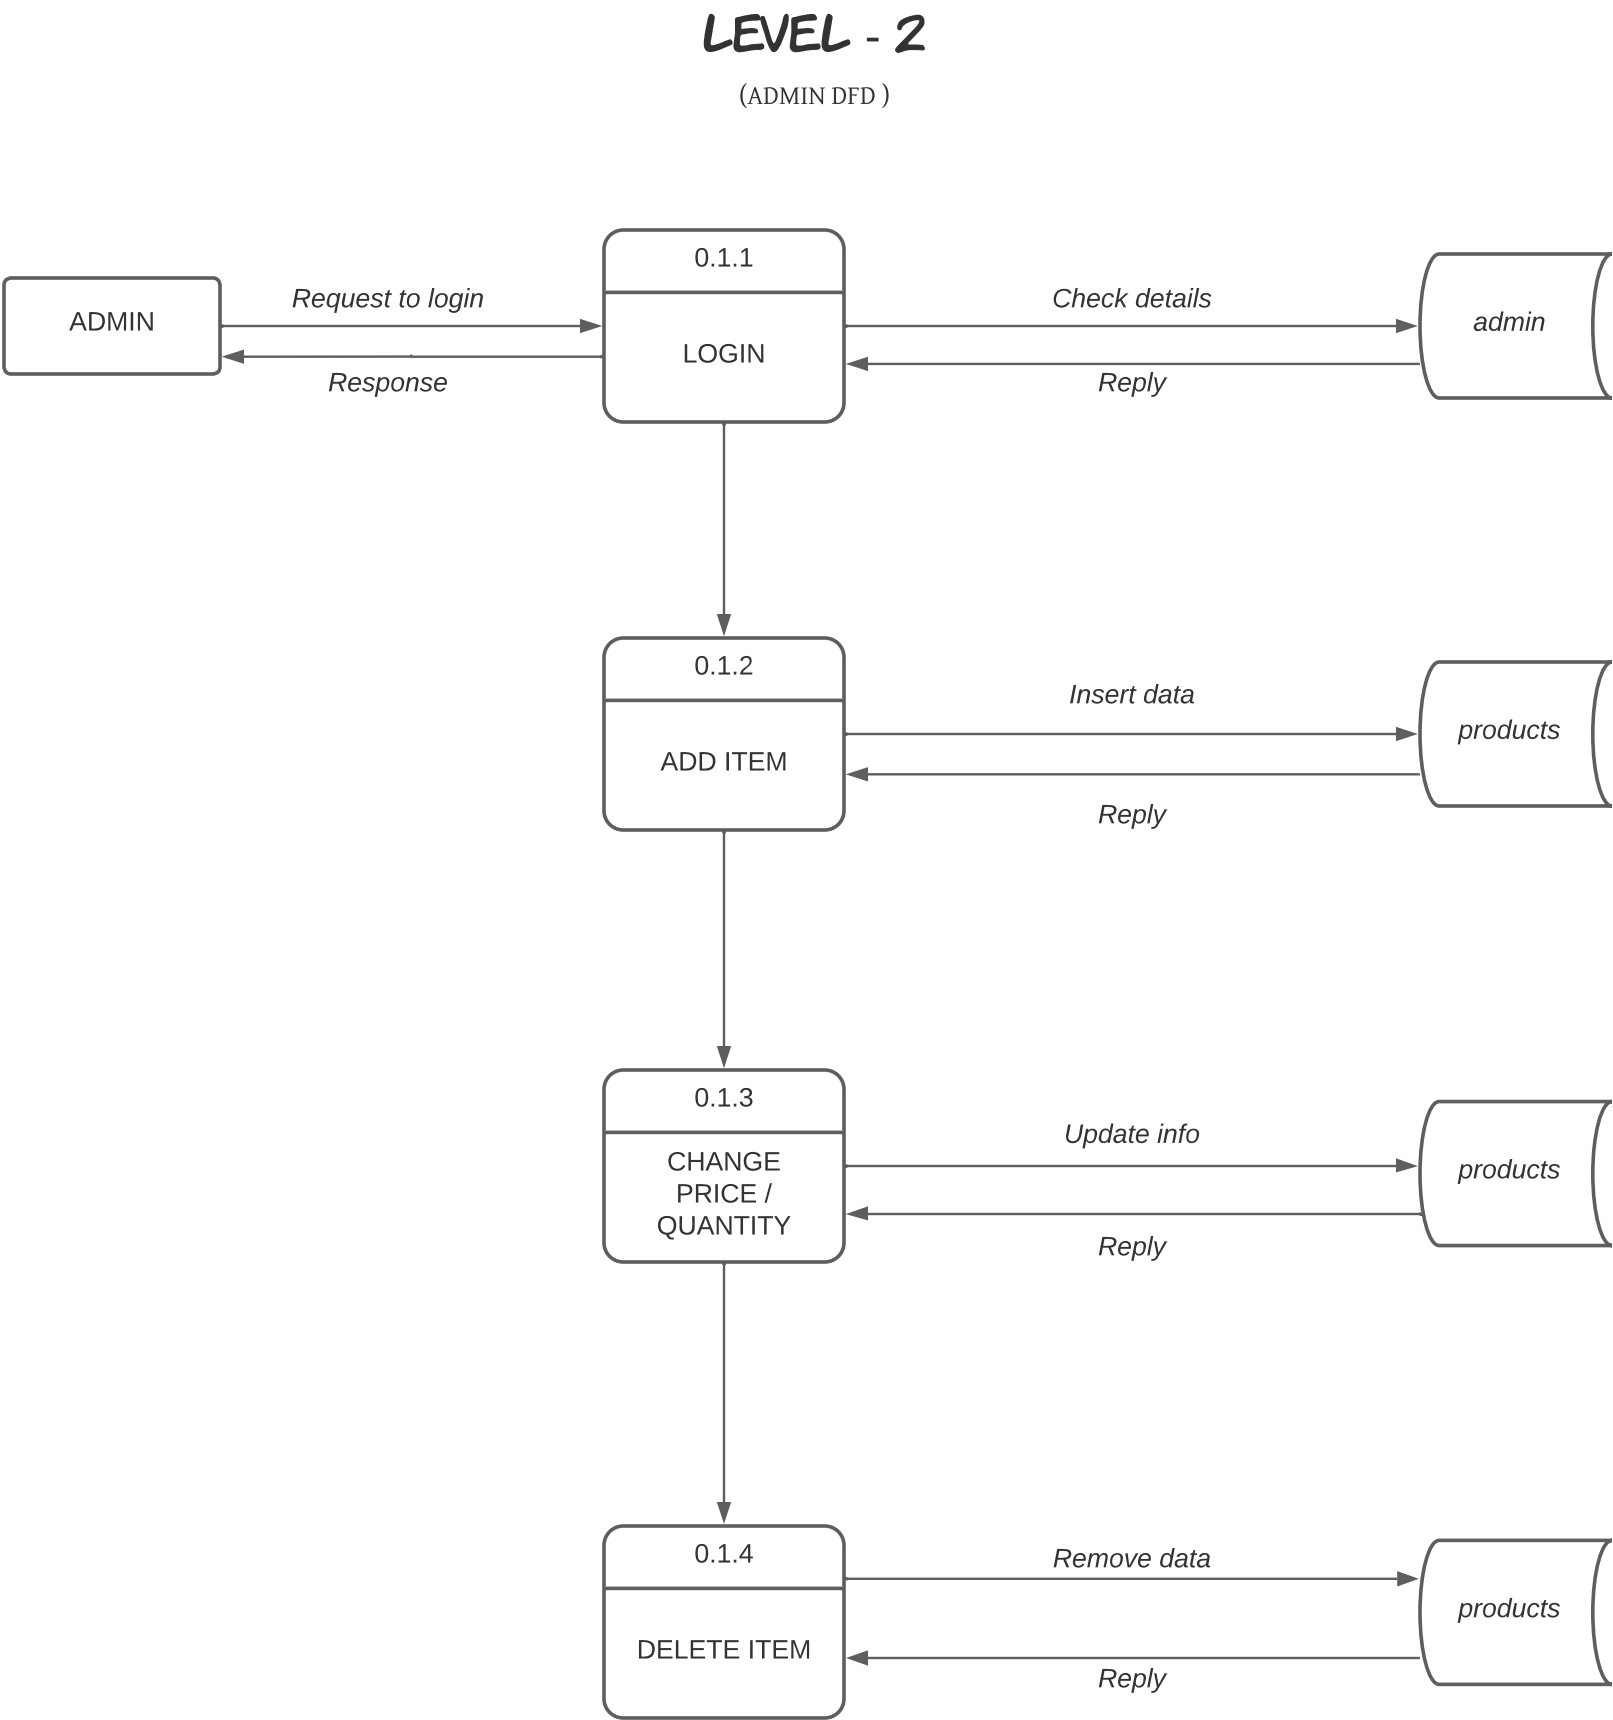 LEVEL - 2
(ADMIN DFD )
0.1.1
ADMIN
Request to login
Response
LOGIN
Check details
Reply
admin
0.1.2
ADD ITEM
Insert data
Reply
products
0.1.3
CHANGE
PRICE /
QUANTITY
Update info
Reply
products
0.1.4
DELETE ITEM
Remove data
Reply
products